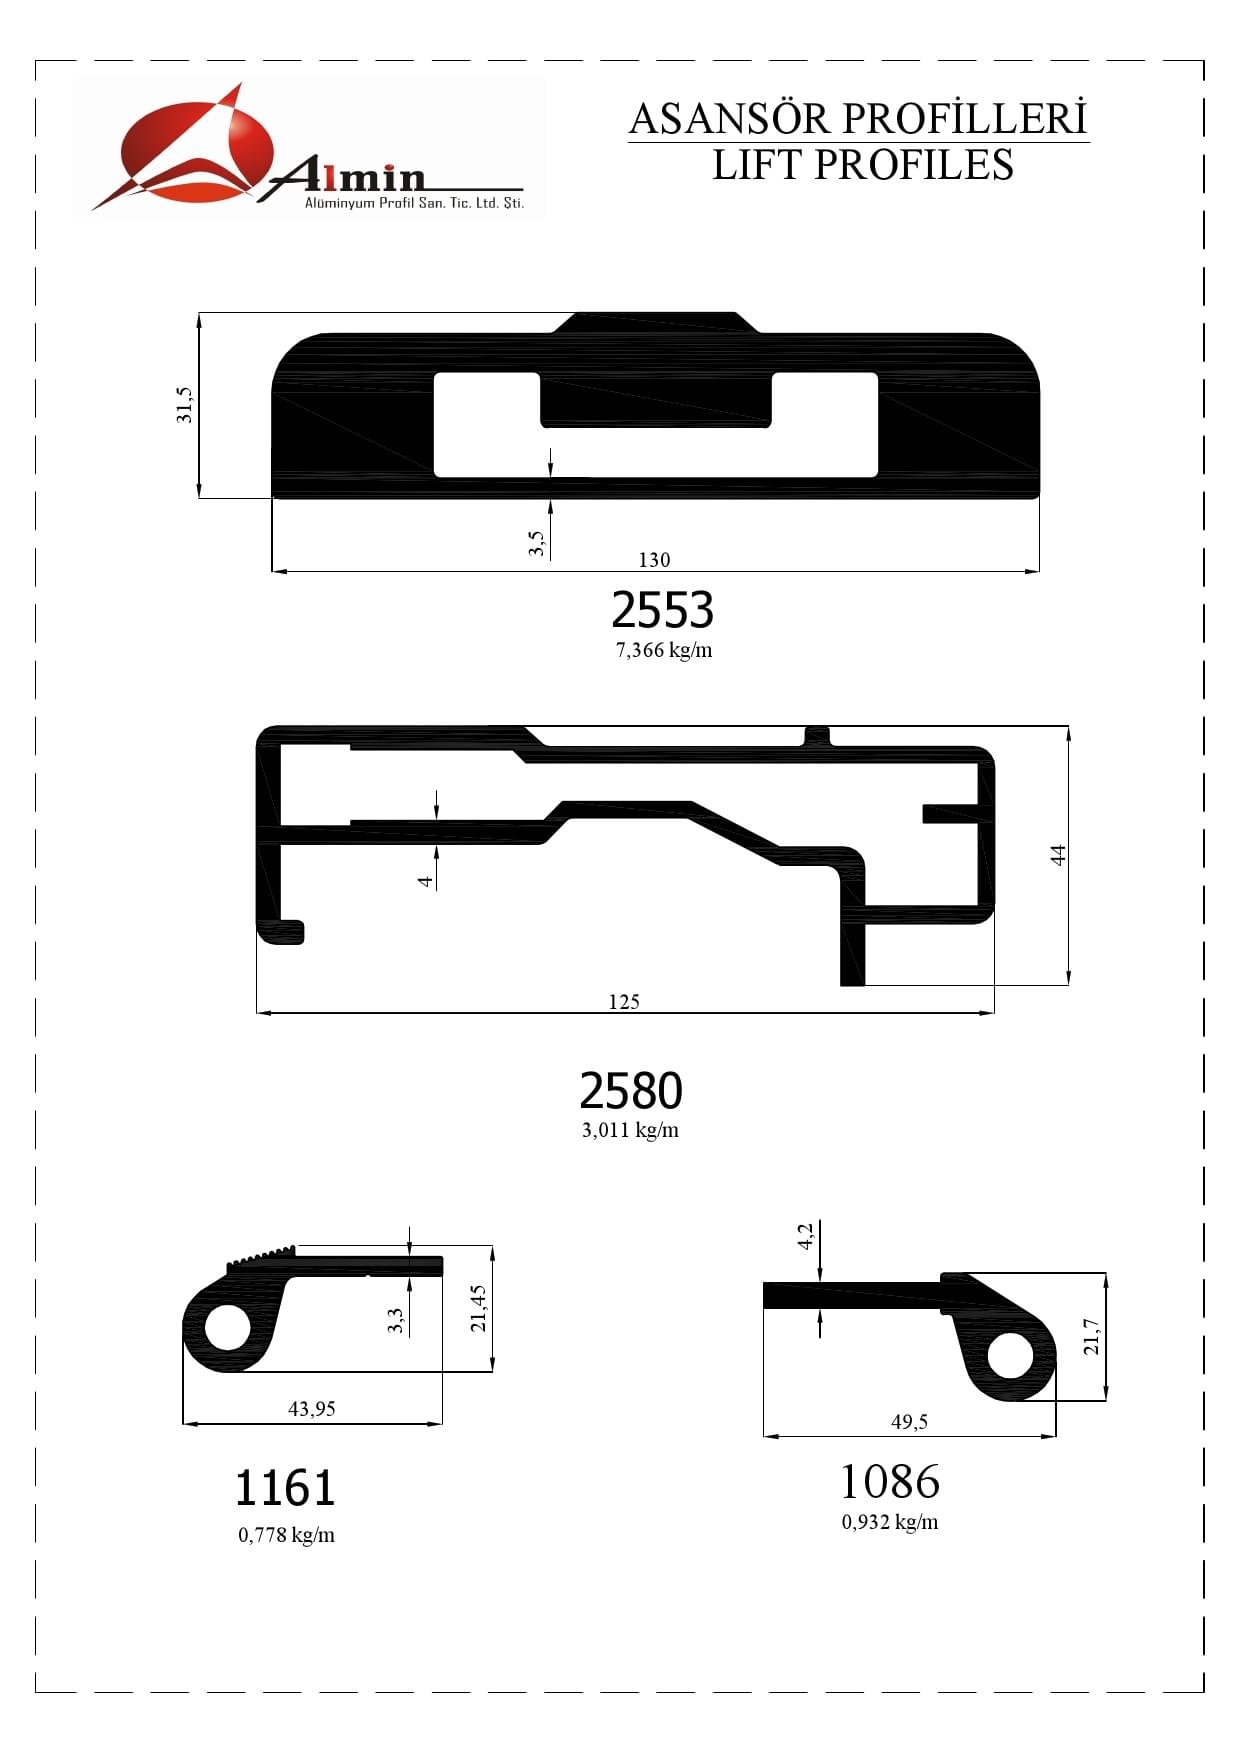 Almin
Alüminyum Profil San. Tic. Ltd. Şti.
ASANSÖR PROFİLLERİ
LIFT PROFILES
31,5
3,5
130
2553
7,366 kg/m
44
4
125
2580
3,011 kg/m
3,3
21,45
43,95
1161
0,778 kg/m
4,2
21,7
49,5
1086
0,932 kg/m